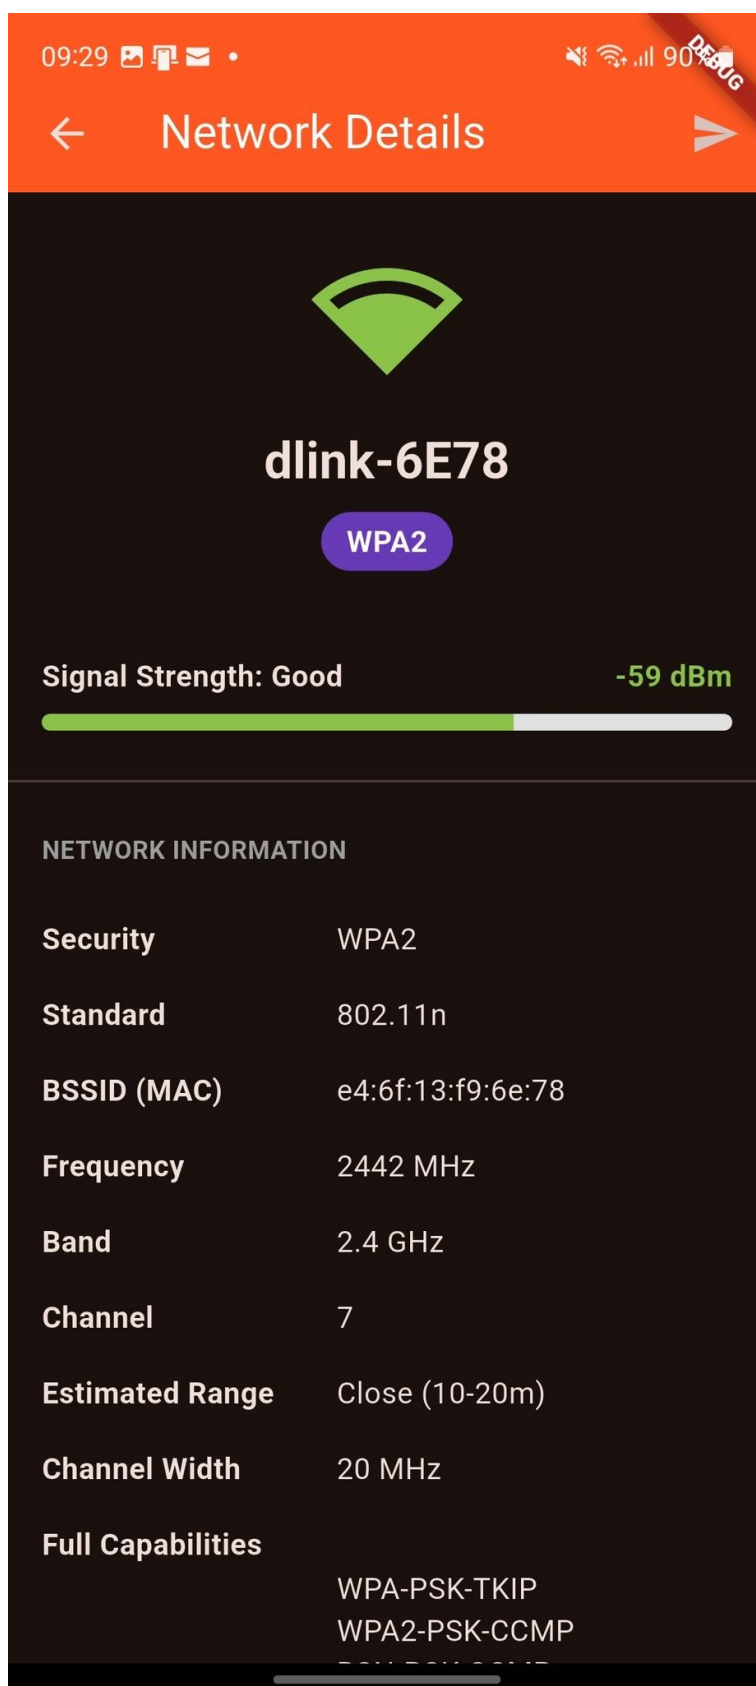 09:29
90%
DEBUG
Network Details
dlink-6E78
WPA2
Signal Strength: Good -59 dBm
NETWORK INFORMATION
Security WPA2
Standard 802.11n
BSSID (MAC) e4:6f:13:f9:6e:78
Frequency 2442 MHz
Band 2.4 GHz
Channel 7
Estimated Range Close (10-20m)
Channel Width 20 MHz
Full Capabilities
WPA-PSK-TKIP
WPA2-PSK-CCMP